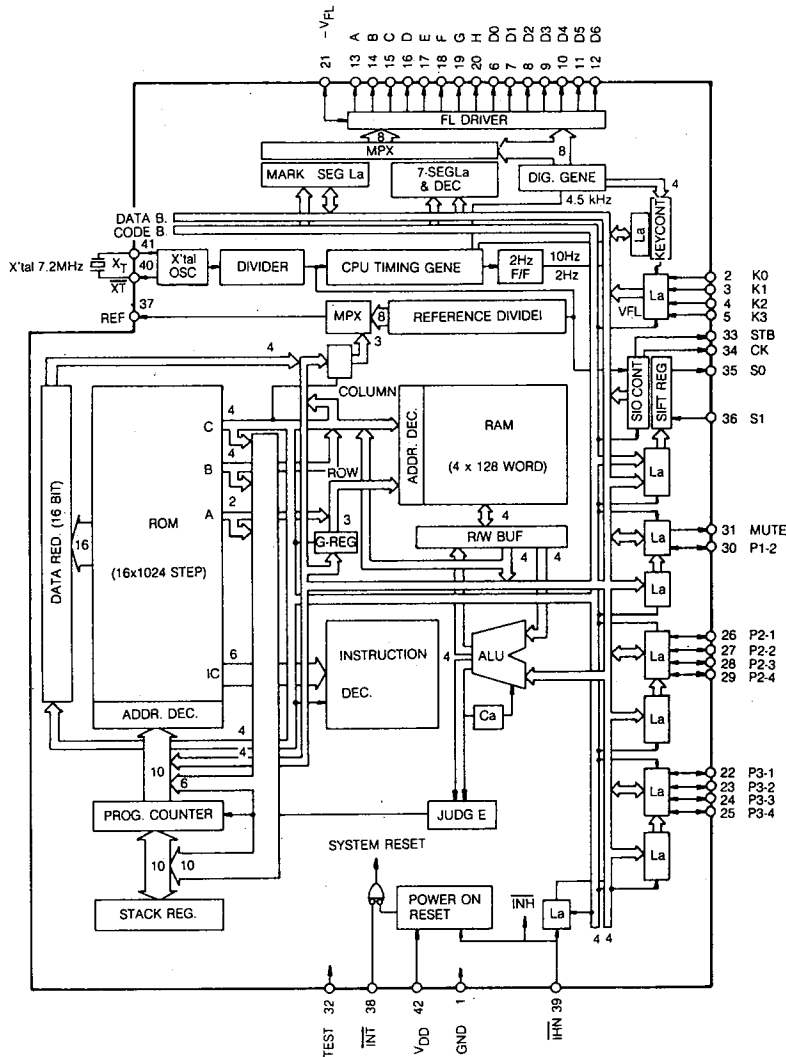 -VFL A B C D E F G H D0 D1 D2 D3 D4 D5 D6
21 13 14 15 16 17 18 19 20 6 7 8 9 10 11 12
FL DRIVER
8
MPX
8
MARK SEG La
7-SEGLa
& DEC
DIG. GENE
4
4.5 kHz
DATA B.
CODE B.
La
KEYCONT
41
X'tal 7.2MHz
XT
40
XT
X'tal
OSC
DIVIDER
CPU TIMING GENE
2Hz
F/F
10Hz
2Hz
La
VFL
2 K0
3 K1
4 K2
5 K3
37
REF
MPX
8
REFERENCE DIVIDEI
3
33 STB
34 CK
35 S0
36 S1
SIO CONT
SIFT REG
La
4
COLUMN
DATA RED. (16 BIT)
16
ROM
(16x1024 STEP)
C
4
B
4
A
2
ROW
3
G-REG
ADDR. DEC.
RAM
(4 x 128 WORD)
4
R/W BUF
4
4
4
La
31 MUTE
30 P1-2
La
IC
6
INSTRUCTION
DEC.
4
ALU
Ca
La
26 P2-1
27 P2-2
28 P2-3
29 P2-4
La
ADDR. DEC.
4
4
10
6
PROG. COUNTER
JUDG E
La
22 P3-1
23 P3-2
24 P3-3
25 P3-4
La
10
10
STACK REG.
SYSTEM RESET
POWER ON
RESET
INH
La
4
4
TEST 32
INT 38
VDD 42
GND 1
IHN 39